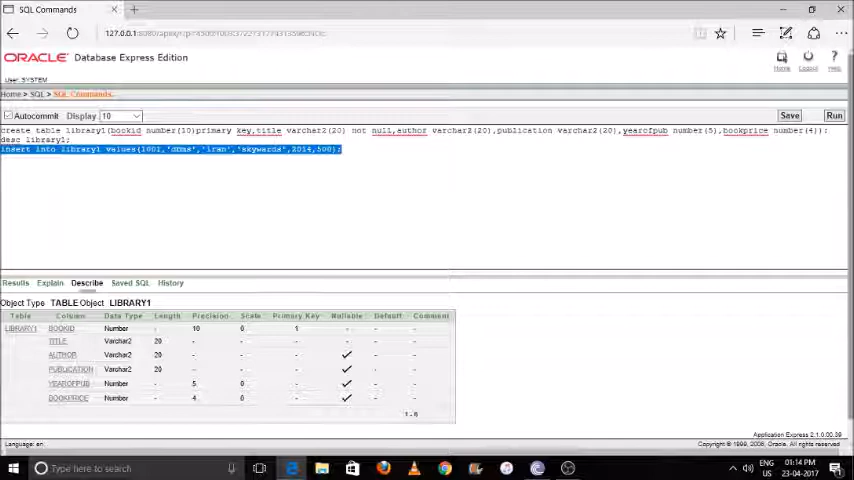 SQL Commands
ORACLE Database Express Edition
User: SYSTEM
Home Logout Help
Home > SQL > SQL Commands
Autocommit Display 10 Save Run
create table library1(bookid number(10)primary key,title varchar2(20) not null,author varchar2(20),publication varchar2(20),yearofpub number(5),bookprice number(4));
desc library1;
insert into library1 values(1001,'dbms','iran','skywards',2014,500);
Results Explain Describe Saved SQL History
Object Type TABLE Object LIBRARY1
Table Column Data Type Length Precision Scale Primary Key Nullable Default Comment
LIBRARY1 BOOKID Number - 10 0 1 - - -
TITLE Varchar2 20 - - - - - -
AUTHOR Varchar2 20 - - - - -
PUBLICATION Varchar2 20 - - - - -
YEAROFPUB Number - 5 0 - - -
BOOKPRICE Number - 4 0 - - -
1 - 6
Application Express 2.1.0.00.39
Language: en
Copyright © 1999, 2006, Oracle. All rights reserved.
Type here to search
ENG
US
01:14 PM
23-04-2017